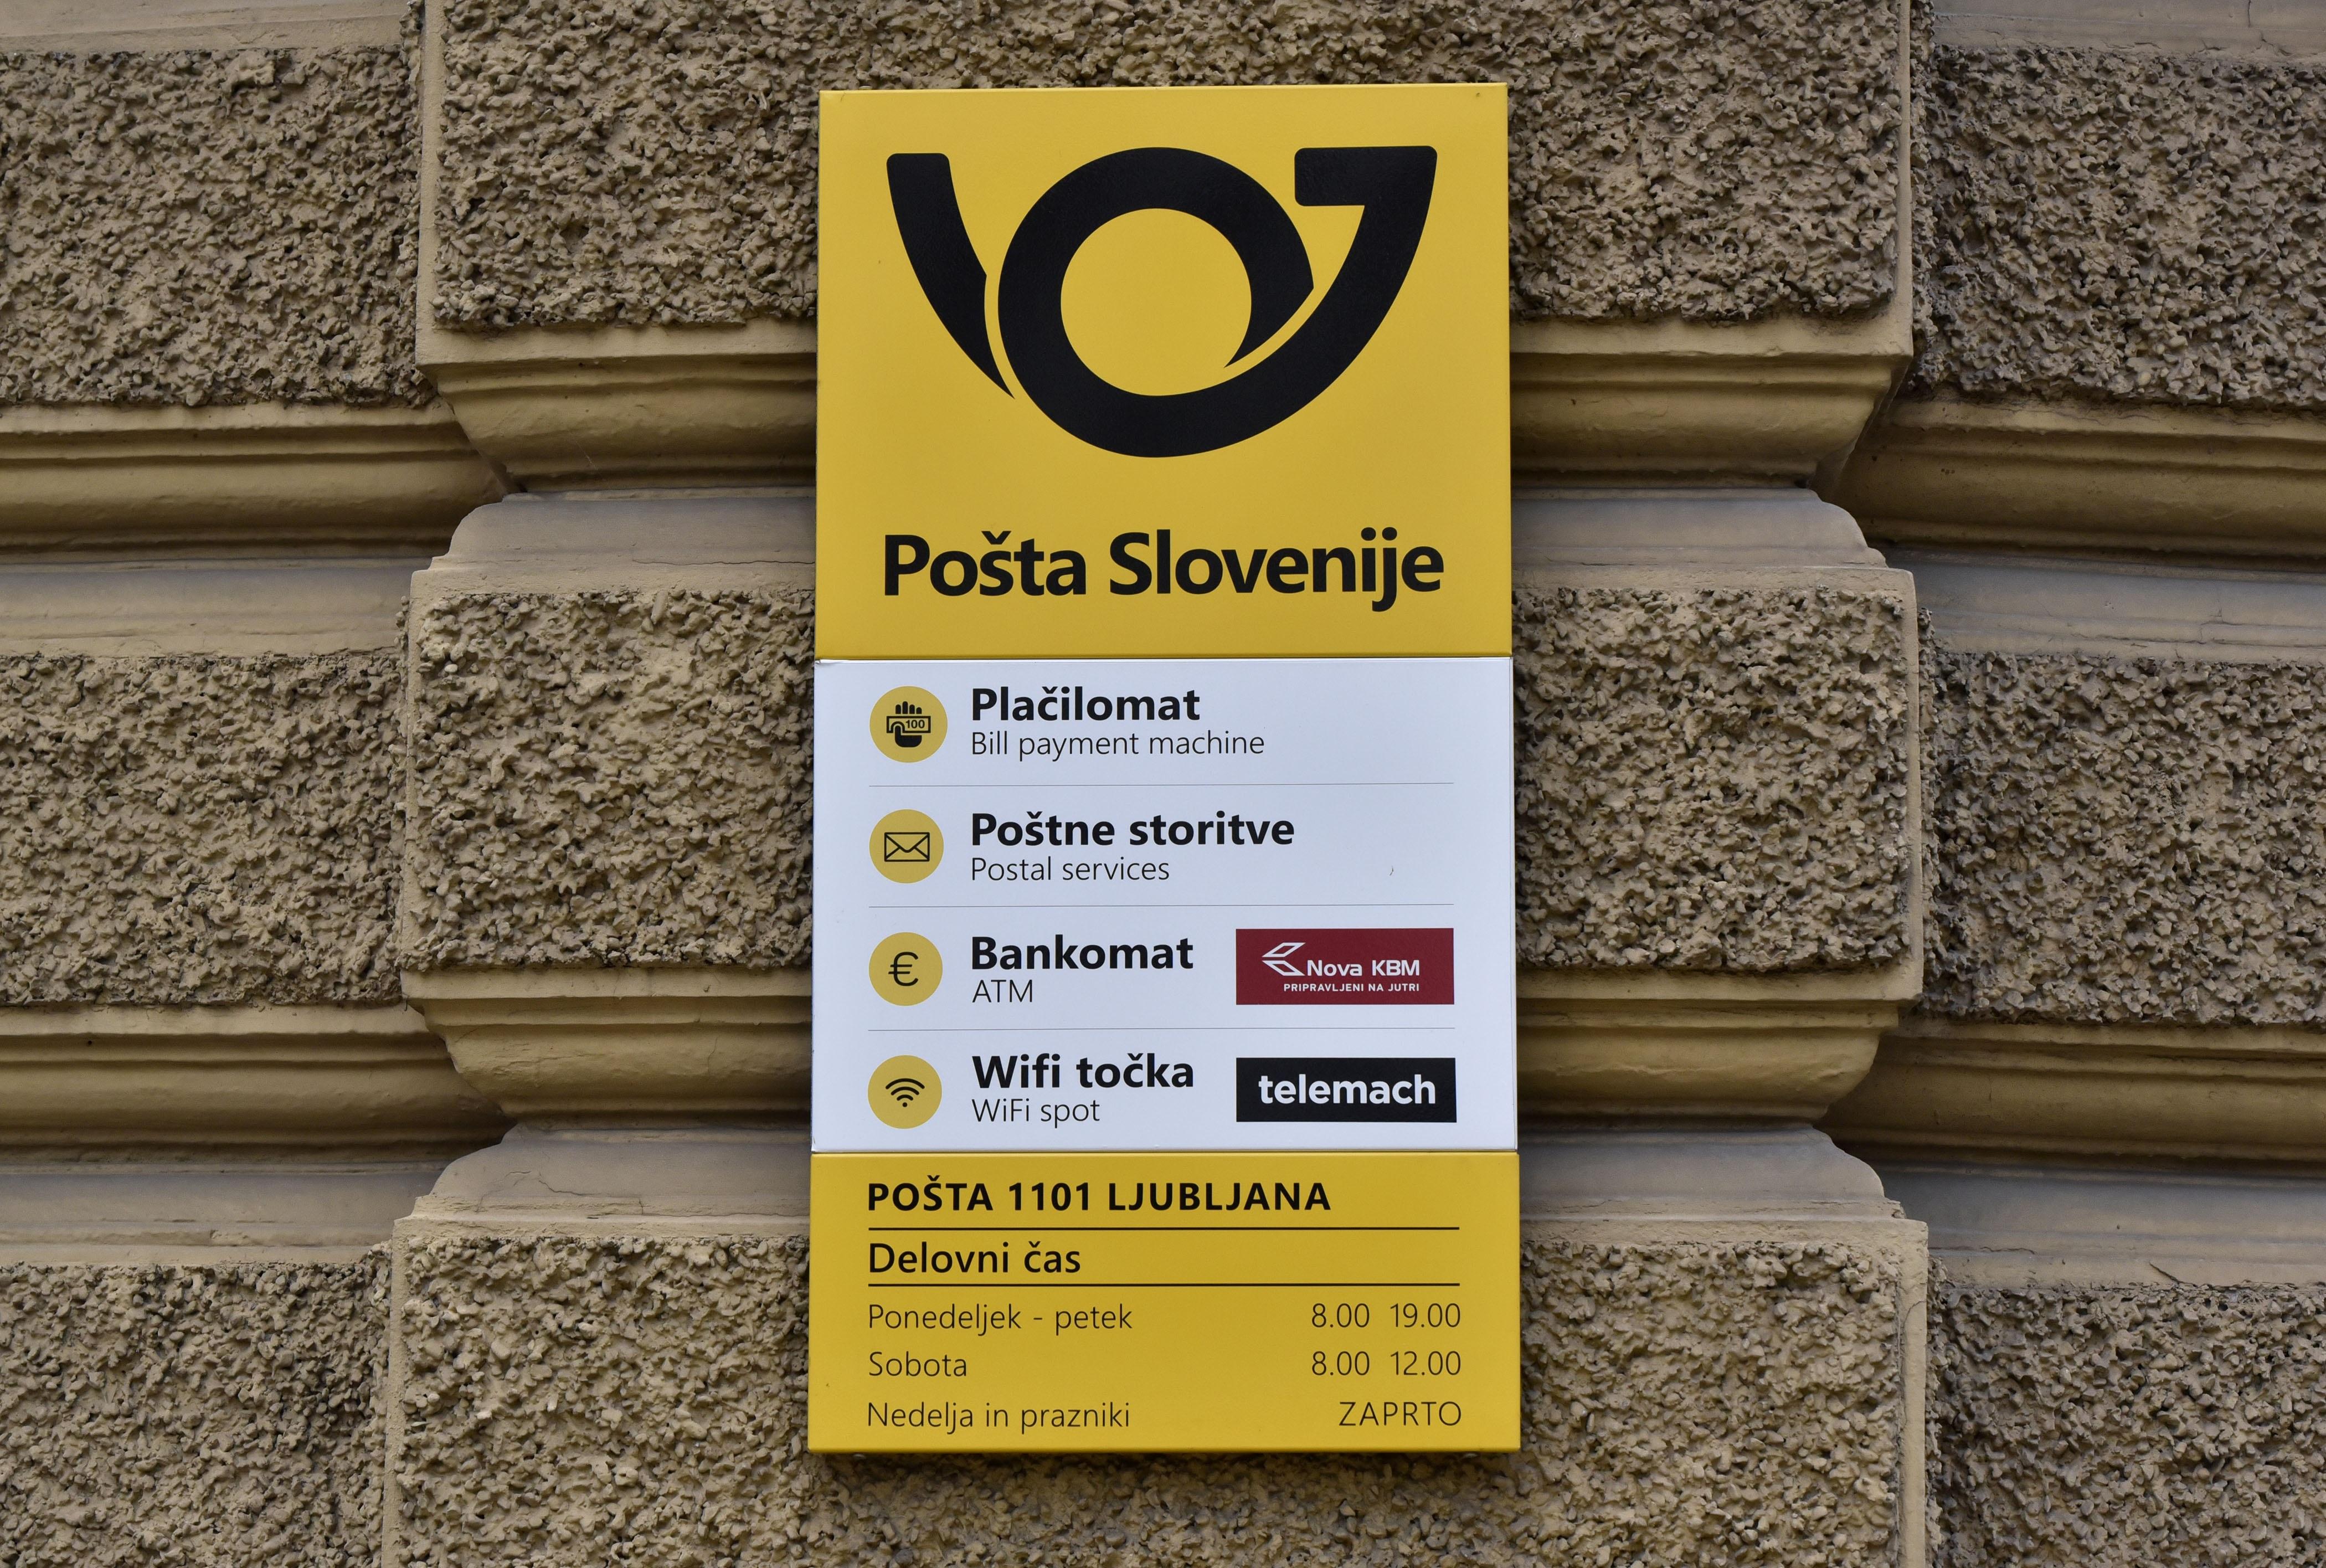 Pošta Slovenije
100
Plačilomat
Bill payment machine
Poštne storitve
Postal services
€ Bankomat
ATM
Nova KBM
PRIPRAVLJENI NA JUTRI
Wifi točka
WiFi spot
telemach
POŠTA 1101 LJUBLJANA
Delovni čas
Ponedeljek - petek 8.00 19.00
Sobota 8.00 12.00
Nedelja in prazniki ZAPRTO